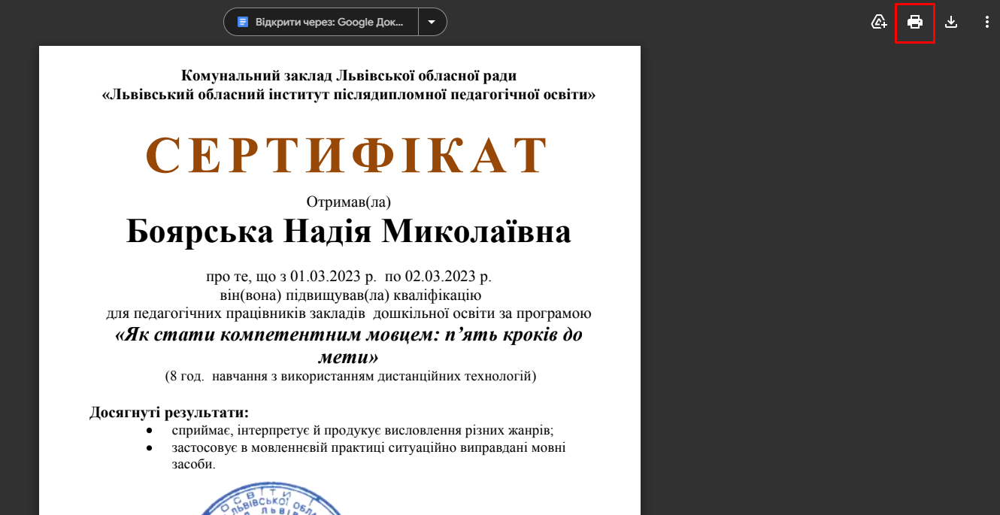 Відкрити через: Google Док...
Комунальний заклад Львівської обласної ради
«Львівський обласний інститут післядипломної педагогічної освіти»
СЕРТИФІКАТ
Отримав(ла)
Боярська Надія Миколаївна
про те, що з 01.03.2023 р. по 02.03.2023 р.
він(вона) підвищував(ла) кваліфікацію
для педагогічних працівників закладів дошкільної освіти за програмою
«Як стати компетентним мовцем: п’ять кроків до
мети»
(8 год. навчання з використанням дистанційних технологій)
Досягнуті результати:
сприймає, інтерпретує й продукує висловлення різних жанрів;
застосовує в мовленнєвій практиці ситуаційно виправдані мовні
засоби.
ОСВІТИ